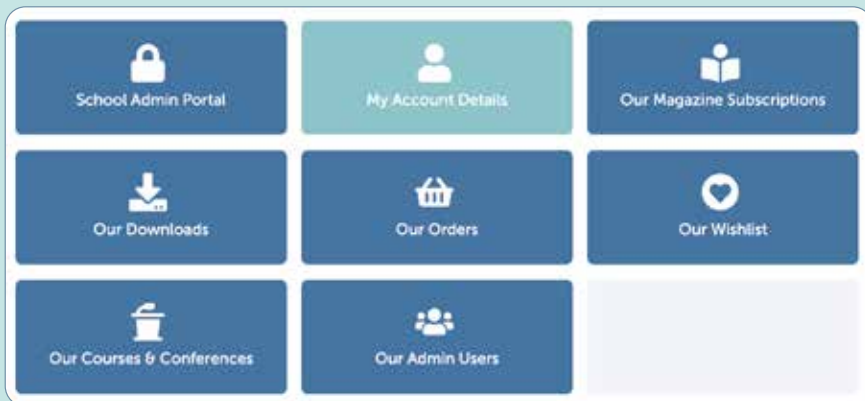 School Admin Portal
My Account Details
Our Magazine Subscriptions
Our Downloads
Our Orders
Our Wishlist
Our Courses & Conferences
Our Admin Users